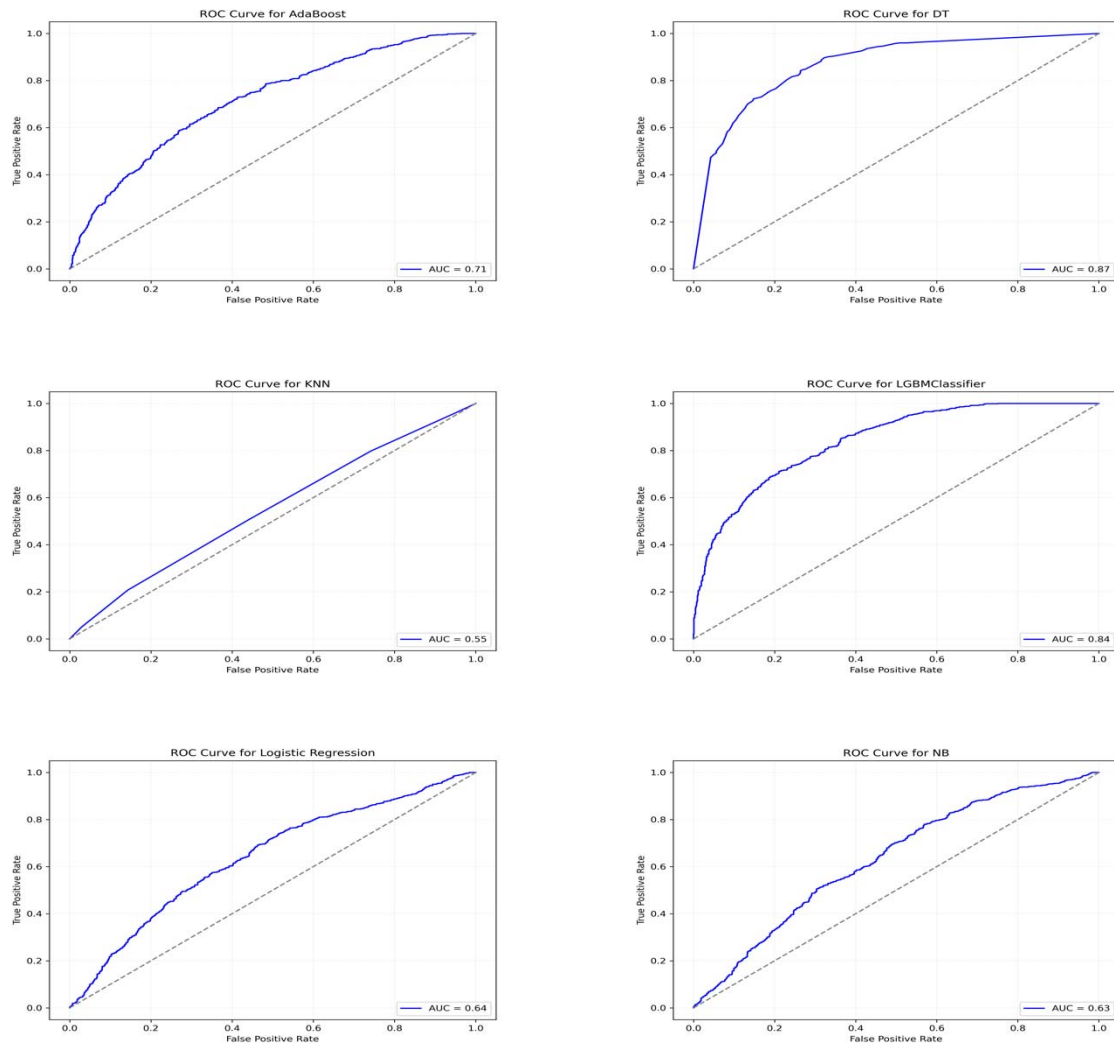 ROC Curve for AdaBoost
True Positive Rate
1.0
0.8
0.6
0.4
0.2
0.0
0.0 0.2 0.4 0.6 0.8 1.0
False Positive Rate
AUC = 0.71
ROC Curve for DT
True Positive Rate
1.0
0.8
0.6
0.4
0.2
0.0
0.0 0.2 0.4 0.6 0.8 1.0
False Positive Rate
AUC = 0.87
ROC Curve for KNN
True Positive Rate
1.0
0.8
0.6
0.4
0.2
0.0
0.0 0.2 0.4 0.6 0.8 1.0
False Positive Rate
AUC = 0.55
ROC Curve for LGBMClassifier
True Positive Rate
1.0
0.8
0.6
0.4
0.2
0.0
0.0 0.2 0.4 0.6 0.8 1.0
False Positive Rate
AUC = 0.84
ROC Curve for Logistic Regression
True Positive Rate
1.0
0.8
0.6
0.4
0.2
0.0
0.0 0.2 0.4 0.6 0.8 1.0
False Positive Rate
AUC = 0.64
ROC Curve for NB
True Positive Rate
1.0
0.8
0.6
0.4
0.2
0.0
0.0 0.2 0.4 0.6 0.8 1.0
False Positive Rate
AUC = 0.63